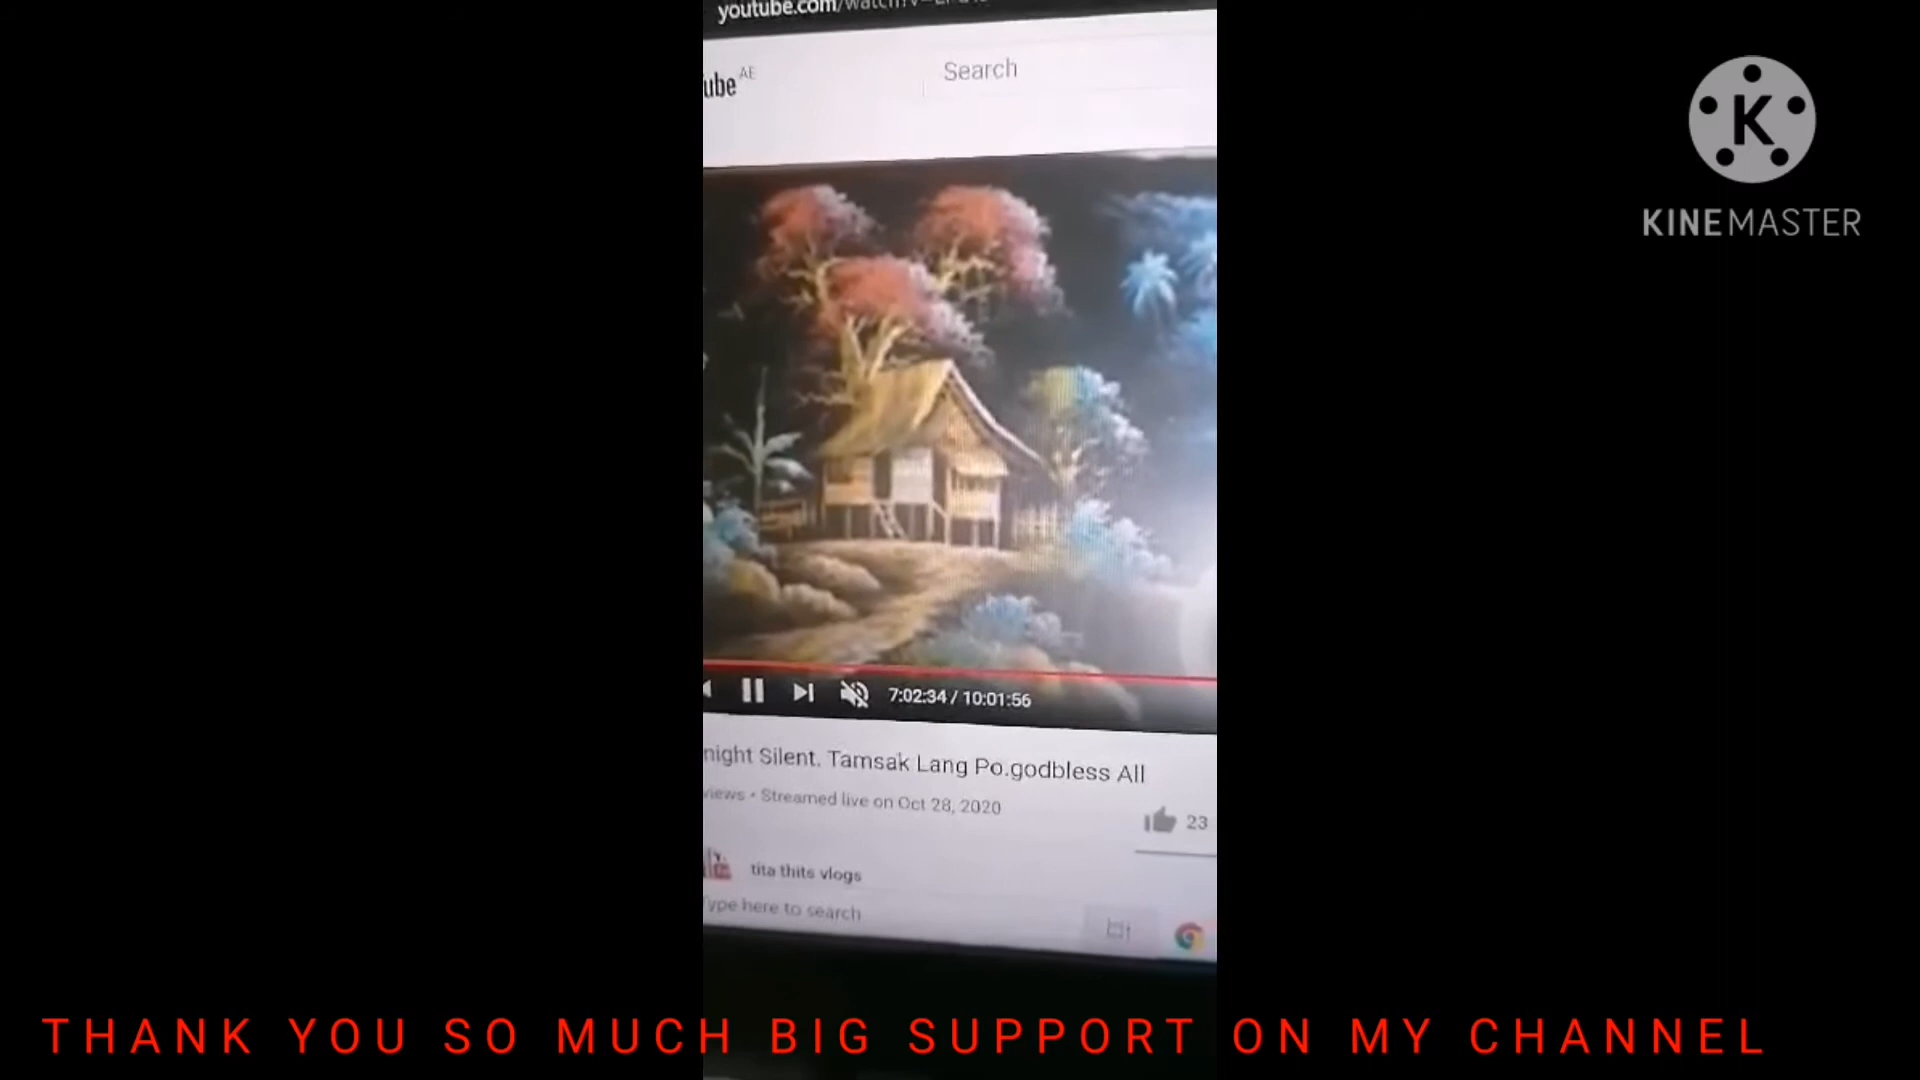 youtube.com
ube AE
Search
K
KINEMASTER
7:02:34 / 10:01:56
night Silent. Tamsak Lang Po.godbless All
views • Streamed live on Oct 28, 2020
23
tita thits vlogs
Type here to search
THANK YOU SO MUCH BIG SUPPORT ON MY CHANNEL